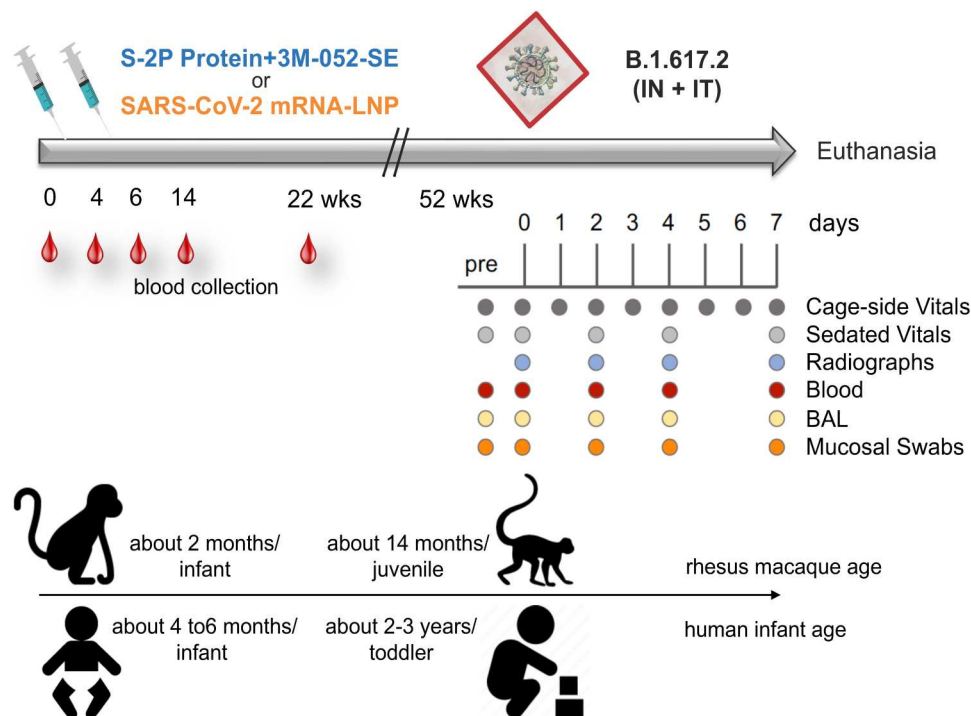 S-2P Protein+3M-052-SE
or
SARS-CoV-2 mRNA-LNP
B.1.617.2
(IN + IT)
Euthanasia
0 4 6 14 22 wks 52 wks
blood collection
0 1 2 3 4 5 6 7 days
pre
Cage-side Vitals
Sedated Vitals
Radiographs
Blood
BAL
Mucosal Swabs
about 2 months/
infant
about 14 months/
juvenile
rhesus macaque age
about 4 to6 months/
infant
about 2-3 years/
toddler
human infant age